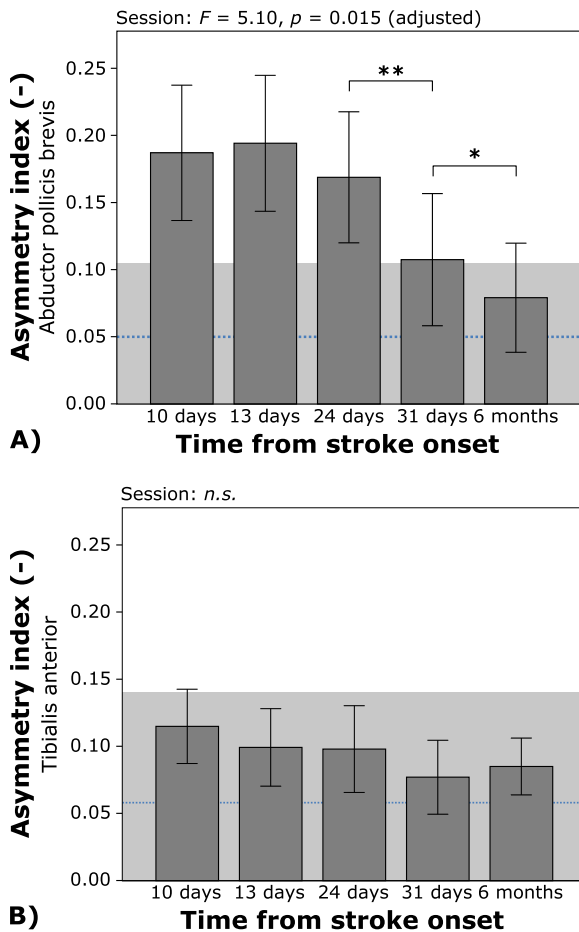 Session: F = 5.10, p = 0.015 (adjusted)
Asymmetry index (-)
Abductor pollicis brevis
0.25
0.20
0.15
0.10
0.05
0.00
**
*
10 days 13 days 24 days 31 days 6 months
A)
Time from stroke onset
Session: n.s.
Asymmetry index (-)
Tibialis anterior
0.25
0.20
0.15
0.10
0.05
0.00
10 days 13 days 24 days 31 days 6 months
B)
Time from stroke onset